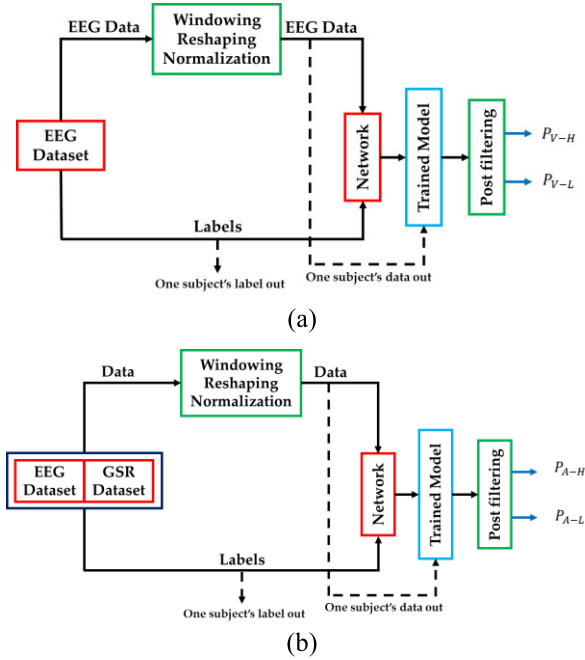 EEG Data
Windowing
Reshaping
Normalization
EEG Data
EEG
Dataset
Network
Trained Model
Post filtering
P_{V-H}
P_{V-L}
Labels
One subject's label out
One subject's data out
(a)
Data
Windowing
Reshaping
Normalization
Data
EEG
Dataset
GSR
Dataset
Network
Trained Model
Post filtering
P_{A-H}
P_{A-L}
Labels
One subject's label out
One subject's data out
(b)